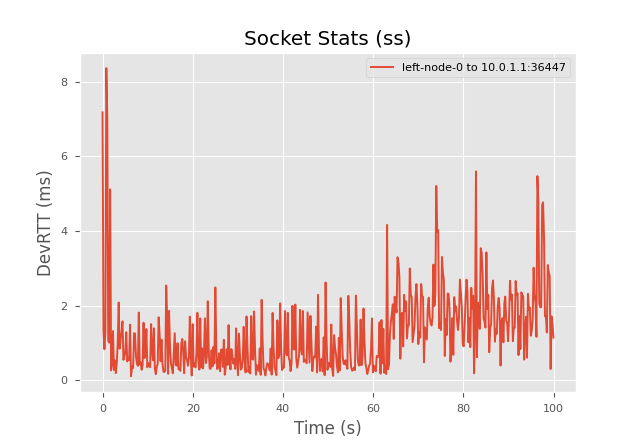 Socket Stats (ss)
left-node-0 to 10.0.1.1:36447
DevRTT (ms)
8
6
4
2
0
0 20 40 60 80 100
Time (s)